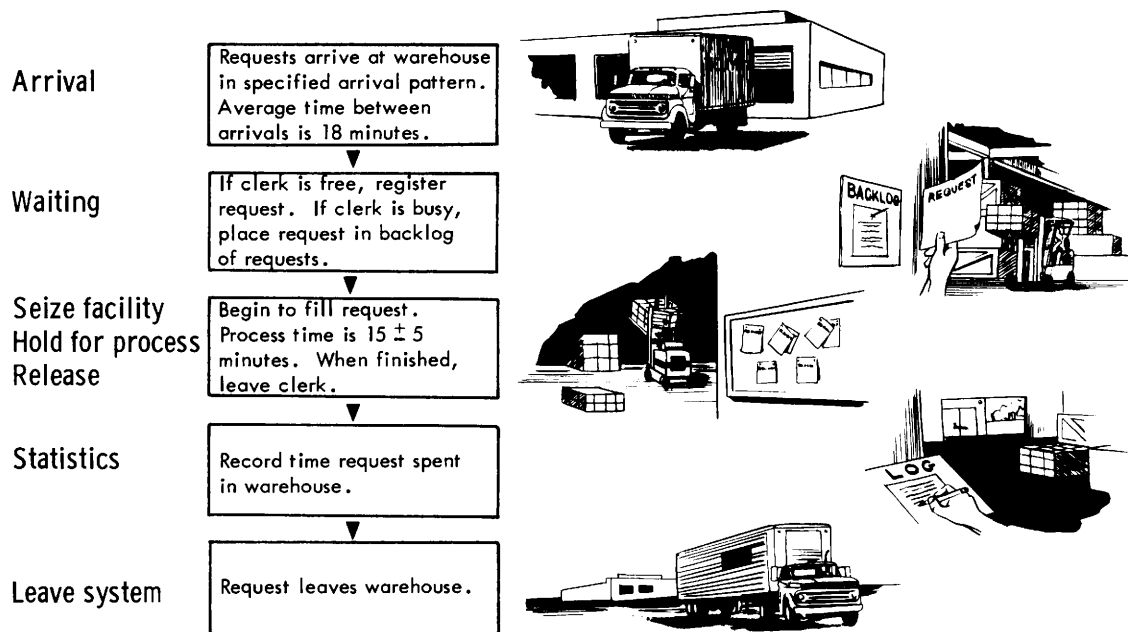 Arrival
Requests arrive at warehouse
in specified arrival pattern.
Average time between
arrivals is 18 minutes.
Waiting
If clerk is free, register
request. If clerk is busy,
place request in backlog
of requests.
BACKLOG
REQUEST
Seize facility
Hold for process
Release
Begin to fill request.
Process time is 15 ± 5
minutes. When finished,
leave clerk.
Statistics
Record time request spent
in warehouse.
LOG
Leave system
Request leaves warehouse.